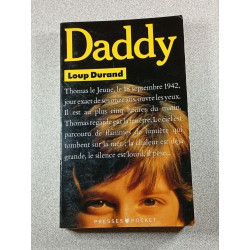 Daddy
Loup Durand
Thomas le Jeune, le 18 septembre 1942,
jour exact de ses onze ans, ouvre les yeux.
Il est au plus cinq heures du matin.
Thomas regarde par la fenêtre. Le ciel est
parcouru de flammes de lumière qui
tombent sur la mer ; la chaleur est déjà
grande, le silence est lourd, il pèse...
PRESSES POCKET